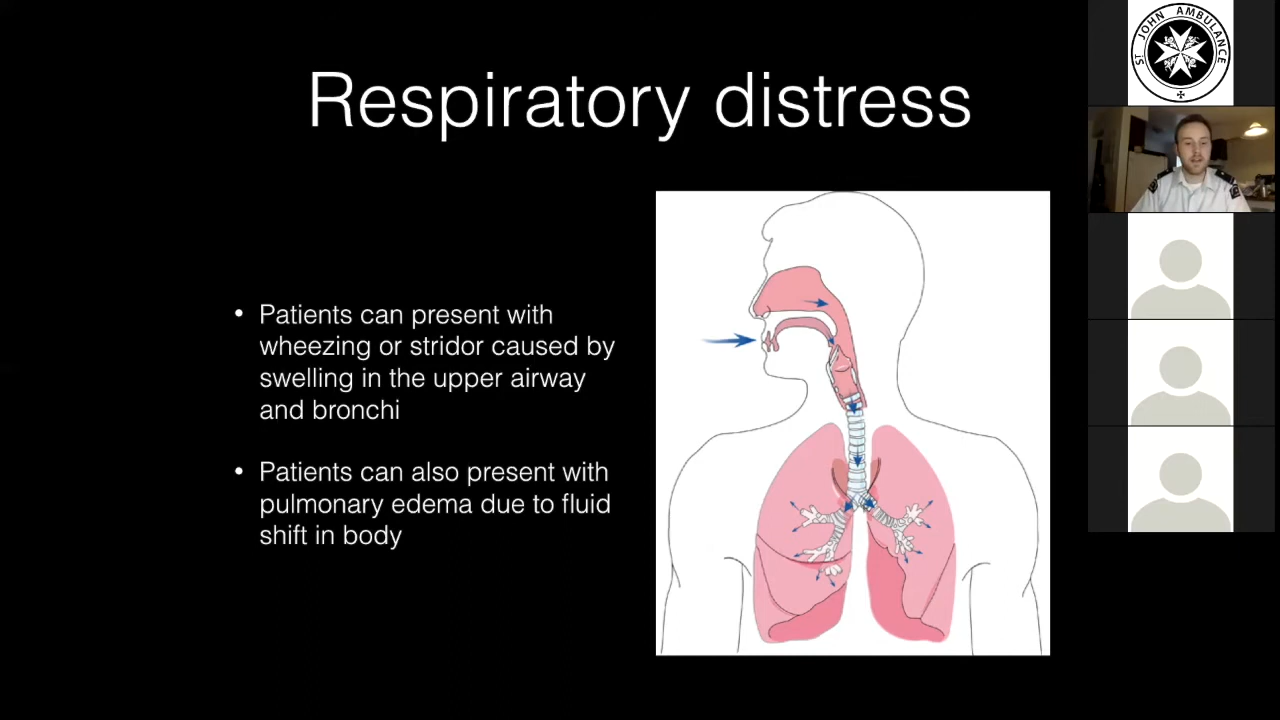 Respiratory distress
• Patients can present with
wheezing or stridor caused by
swelling in the upper airway
and bronchi
• Patients can also present with
pulmonary edema due to fluid
shift in body
ST JOHN AMBULANCE